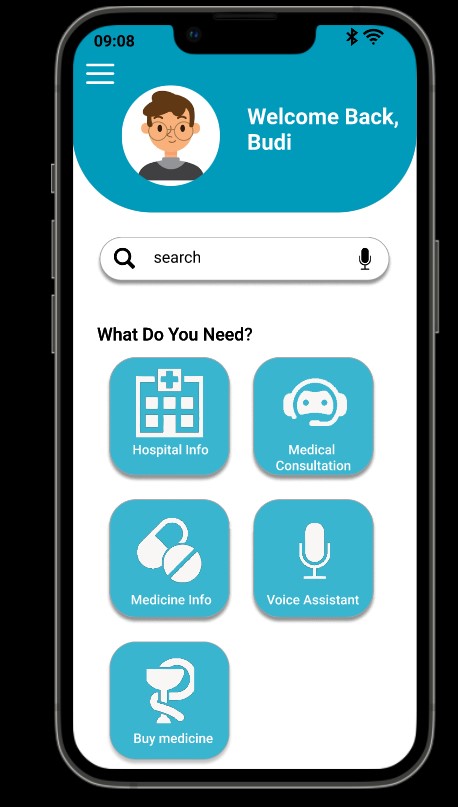 09:08
Welcome Back,
Budi
search
What Do You Need?
Hospital Info
Medical
Consultation
Medicine Info
Voice Assistant
Buy medicine